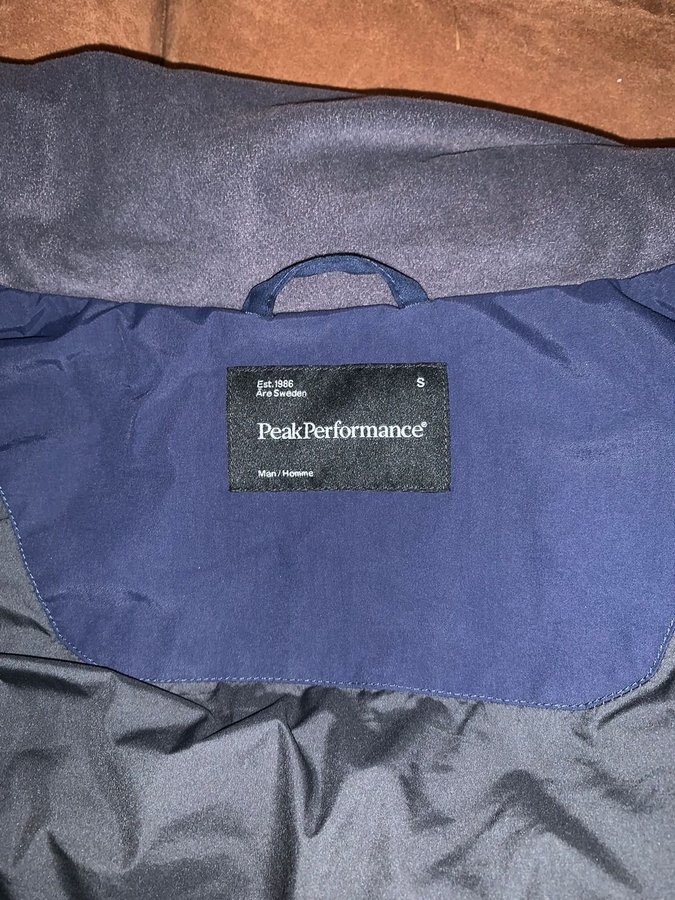 Est.1986 S
Åre Sweden
PeakPerformance®
Man / Homme